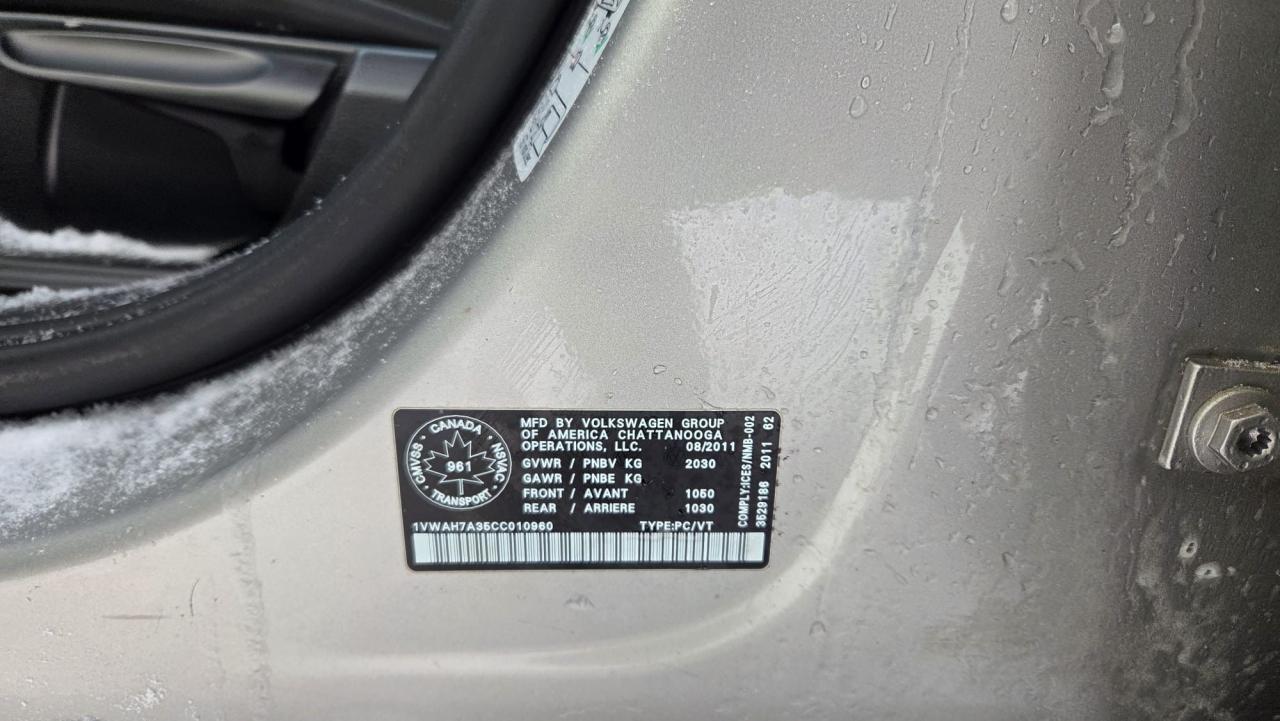 CANADA
CMVSS.
NSVAC
961
TRANSPORT
MFD BY VOLKSWAGEN GROUP
OF AMERICA CHATTANOOGA
OPERATIONS, LLC. 08/2011
GVWR / PNBV KG 2030
GAWR / PNBE KG
FRONT / AVANT 1050
REAR / ARRIERE 1030
1VWAH7A35CC010960 TYPE:PC/VT
COMPLY:ICES/NMB-002
3529186 2011 62